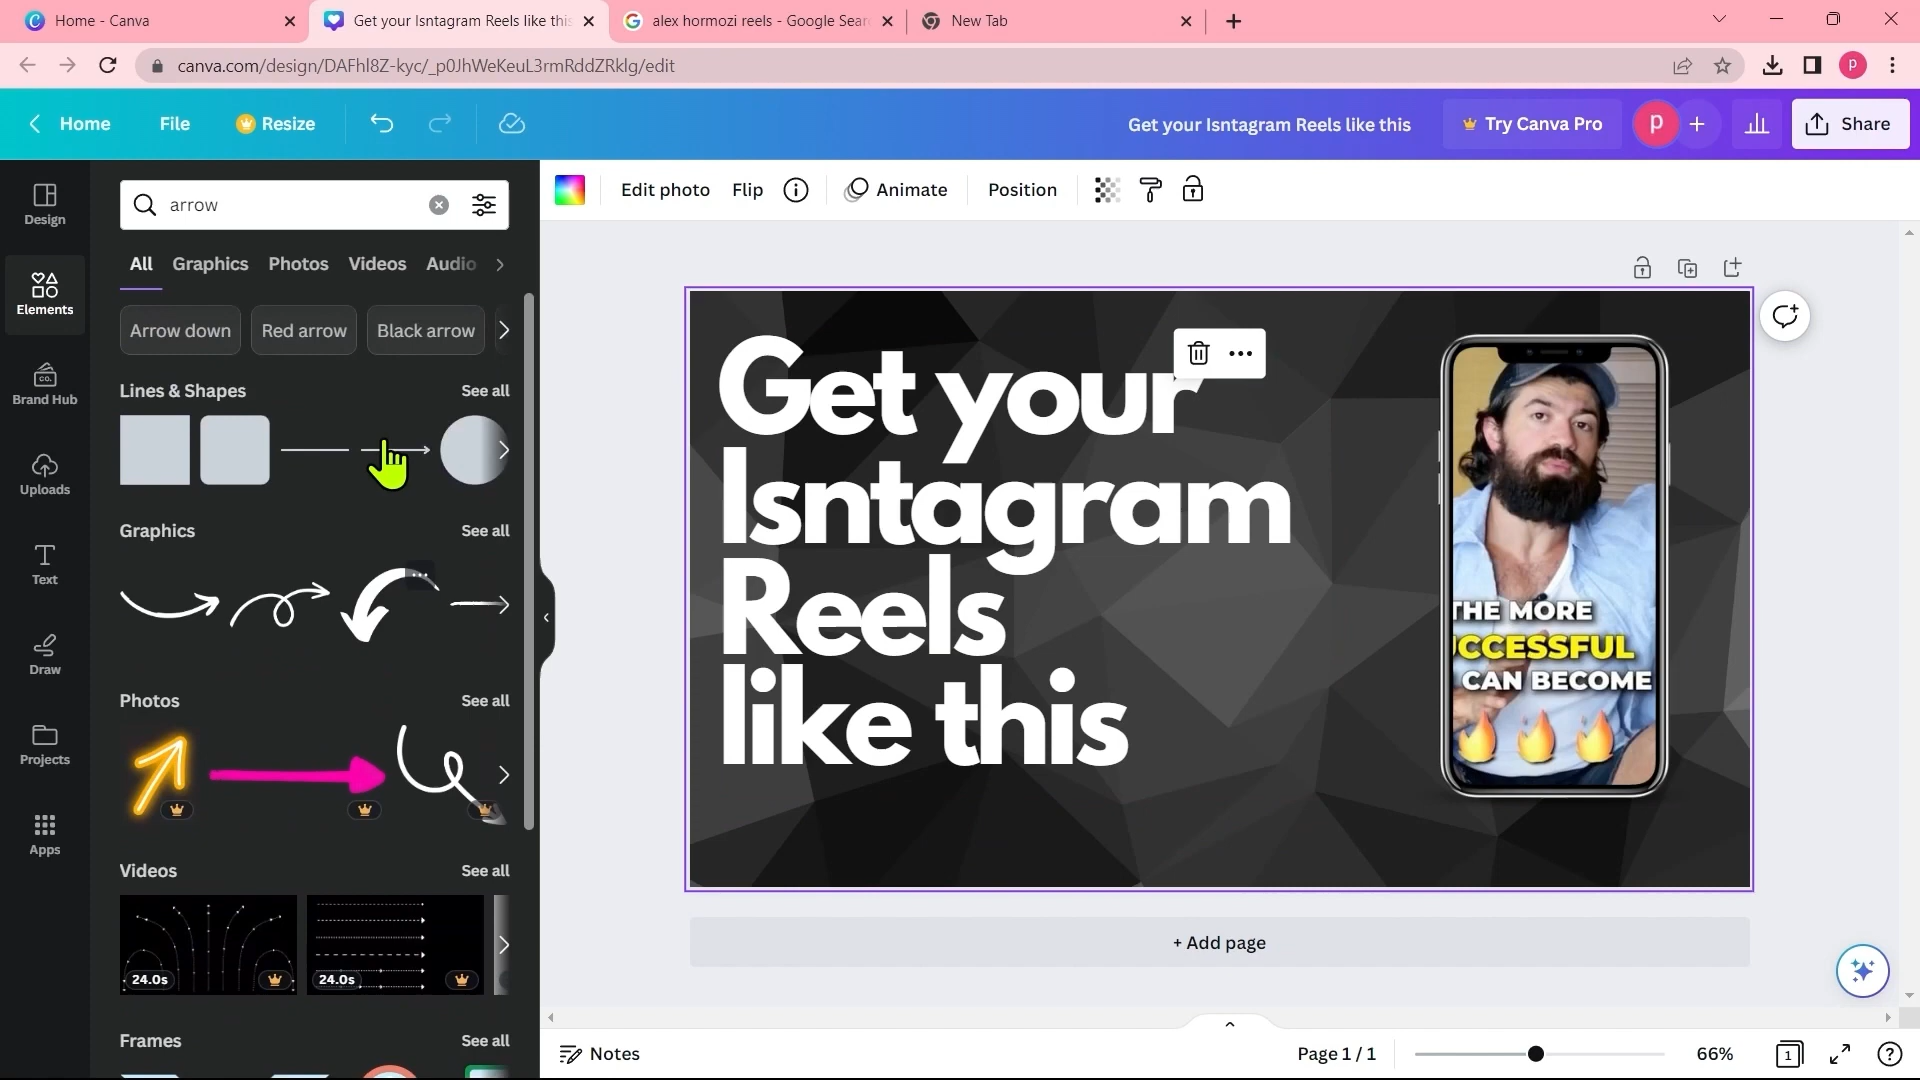 Home - Canva
Get your Isntagram Reels like this
alex hormozi reels - Google Sear
New Tab
canva.com/design/DAFhl8Z-kyc/_p0JhWeKeuL3rmRddZRklg/edit
P
Home
File
Resize
Get your Isntagram Reels like this
Try Canva Pro
P
Share
arrow
Edit photo
Flip
Animate
Position
Design
Elements
Brand Hub
CO.
Uploads
Text
Draw
Projects
Apps
All
Graphics
Photos
Videos
Audio
Arrow down
Red arrow
Black arrow
Lines & Shapes
See all
Graphics
See all
Photos
See all
Videos
See all
24.0s
24.0s
Frames
See all
Get your
Isntagram
Reels
like this
THE MORE
UCCESSFUL
CAN BECOME
+ Add page
Notes
Page 1 / 1
66%
1